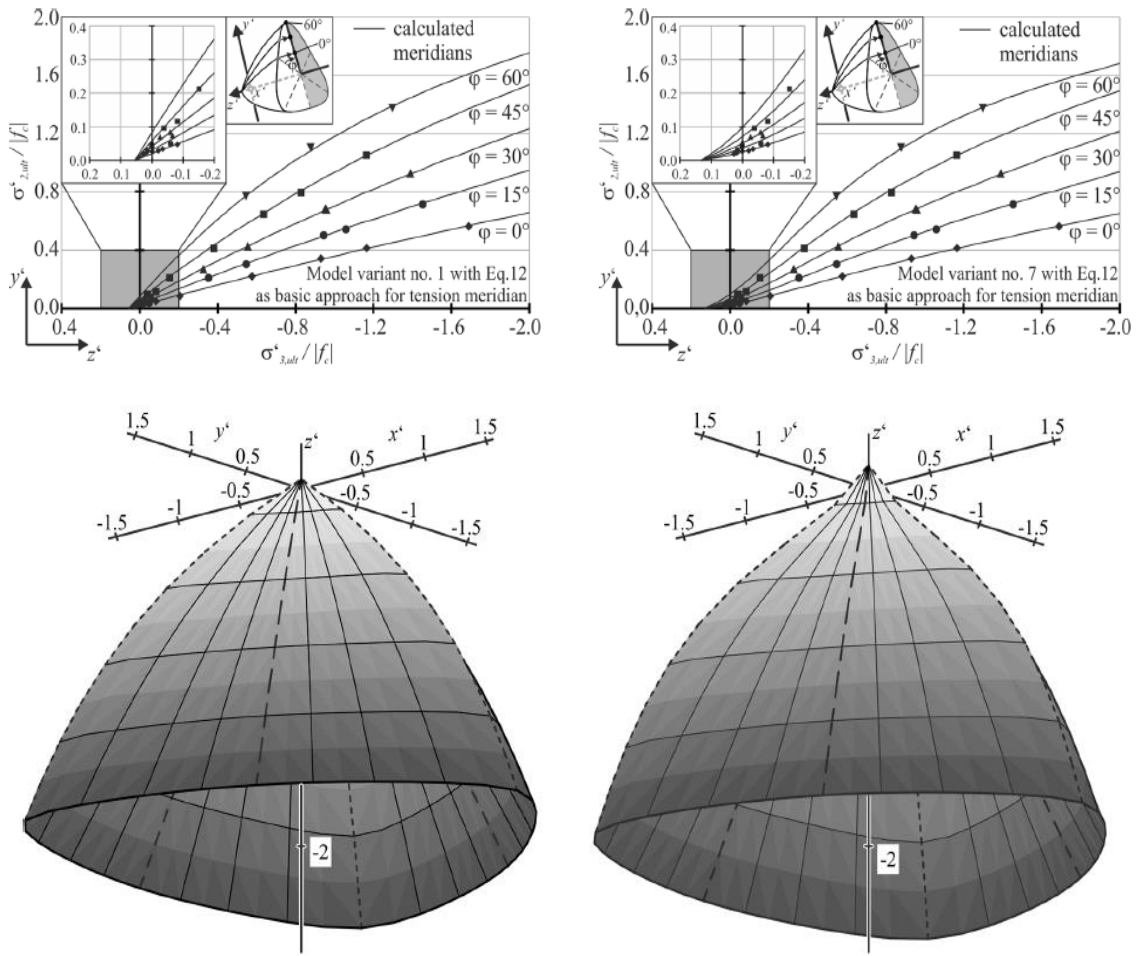 2.0
1.6
1.2
0.8
0.4
0.0
σ‘2,ult / |fc|
y‘
0.4
0.3
0.2
0.1
0.0
0.2 0.1 0.0 -0.1 -0.2
y‘
60°
0°
φ
z‘
x‘
calculated
meridians
φ = 60°
φ = 45°
φ = 30°
φ = 15°
φ = 0°
Model variant no. 1 with Eq.12
as basic approach for tension meridian
0.4 0.0 -0.4 -0.8 -1.2 -1.6 -2.0
z‘
σ‘3,ult / |fc|
2.0
1.6
1.2
0.8
0.4
0.0
σ‘2,ult / |fc|
y‘
0.4
0.3
0.2
0.1
0.0
0.2 0.1 0.0 -0.1 -0.2
y‘
60°
0°
φ
z‘
x‘
calculated
meridians
φ = 60°
φ = 45°
φ = 30°
φ = 15°
φ = 0°
Model variant no. 7 with Eq.12
as basic approach for tension meridian
0.4 0.0 -0.4 -0.8 -1.2 -1.6 -2.0
z‘
σ‘3,ult / |fc|
1.5 1 y‘ 0.5 z‘ 0.5 x‘ 1 1.5
-1.5 -1 -0.5 -0.5 -1 -1.5
-2
1.5 1 y‘ 0.5 z‘ 0.5 x‘ 1 1.5
-1.5 -1 -0.5 -0.5 -1 -1.5
-2